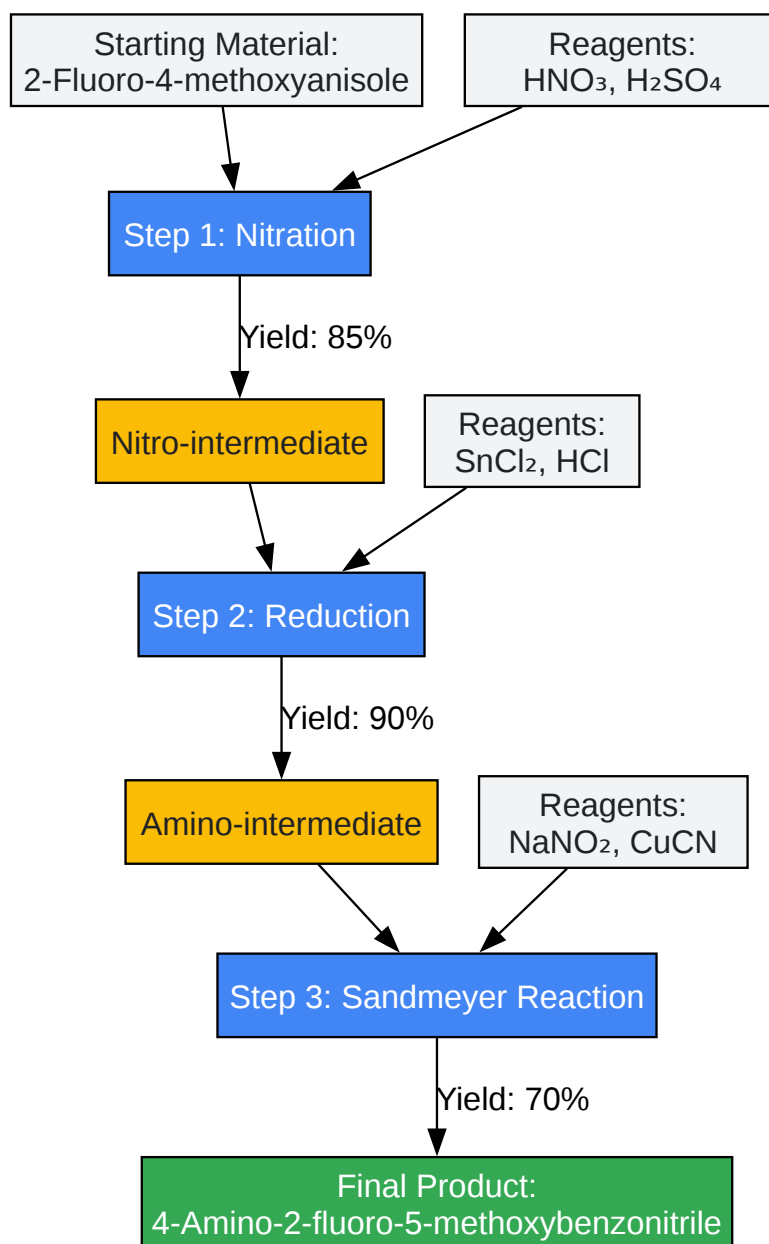 Starting Material:
2-Fluoro-4-methoxyanisole
Reagents:
HNO₃, H₂SO₄
Step 1: Nitration
Yield: 85%
Nitro-intermediate
Reagents:
SnCl₂, HCl
Step 2: Reduction
Yield: 90%
Amino-intermediate
Reagents:
NaNO₂, CuCN
Step 3: Sandmeyer Reaction
Yield: 70%
Final Product:
4-Amino-2-fluoro-5-methoxybenzonitrile